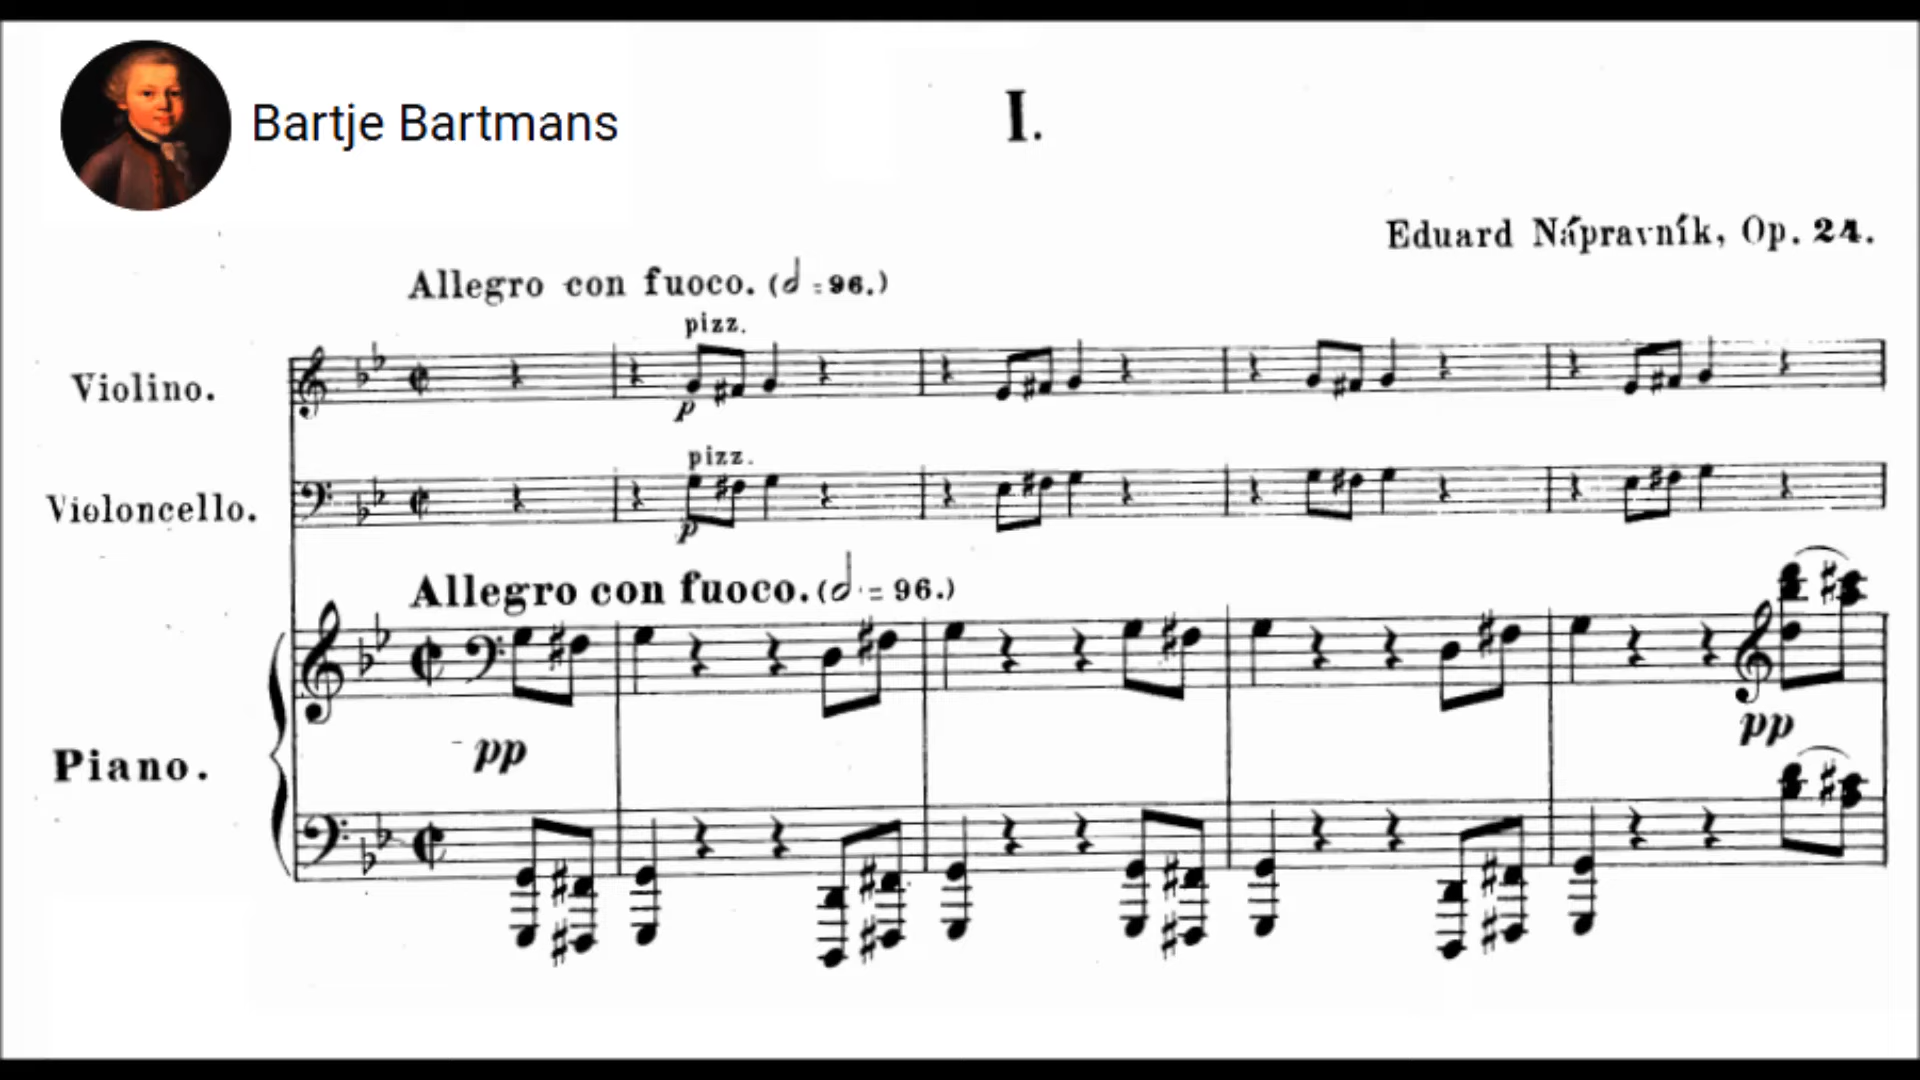 Bartje Bartmans
I.
Eduard Nápravník, Op. 24.
Allegro con fuoco. (𝅗𝅥 = 96.)
pizz.
Violino.
p
pizz.
Violoncello.
p
Allegro con fuoco. (𝅗𝅥 = 96.)
pp
pp
Piano.